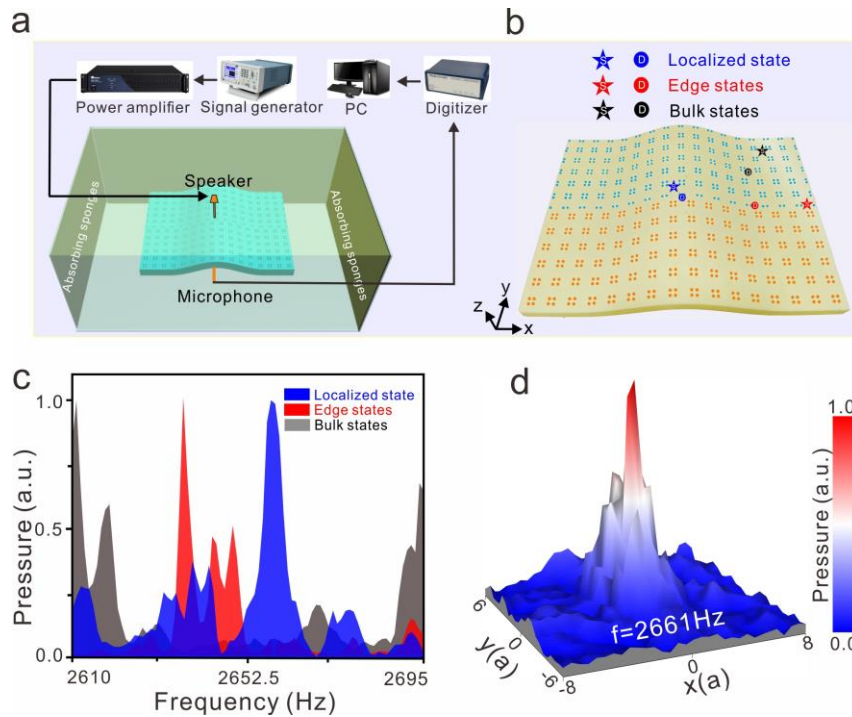 a
Power amplifier
Signal generator
PC
Digitizer
Speaker
Absorbing sponges
Absorbing sponges
Microphone
b
S D Localized state
S D Edge states
S D Bulk states
S
D
S
D
D
S
y
z
x
c
Localized state
Edge states
Bulk states
1.0
0.5
0.0
Pressure (a.u.)
2610
2652.5
2695
Frequency (Hz)
d
1.0
Pressure (a.u.)
0.0
f=2661Hz
6
0
-6
y(a)
-8
0
8
x(a)